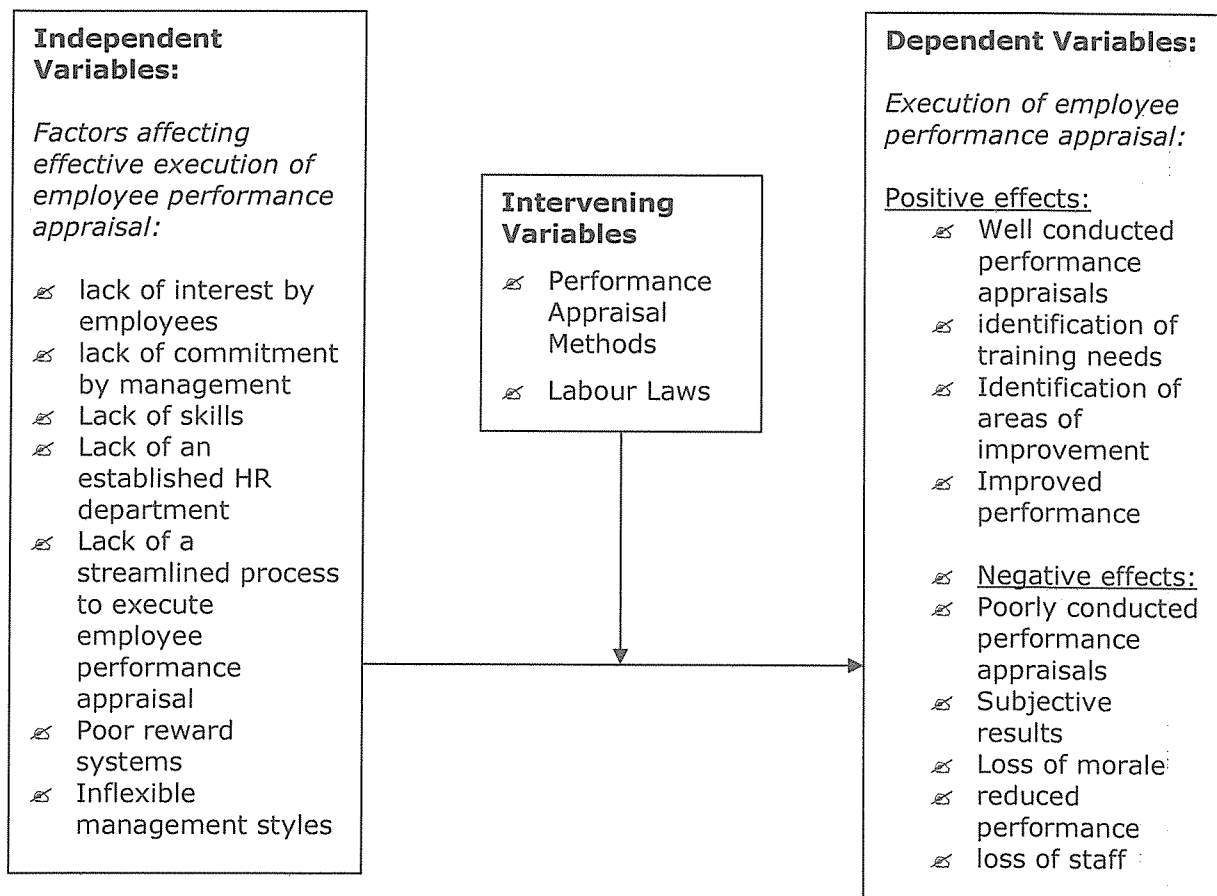 Independent
Variables:
Factors affecting
effective execution of
employee performance
appraisal:
lack of interest by
employees
lack of commitment
by management
Lack of skills
Lack of an
established HR
department
Lack of a
streamlined process
to execute
employee
performance
appraisal
Poor reward
systems
Inflexible
management styles
Intervening
Variables
Performance
Appraisal
Methods
Labour Laws
Dependent Variables:
Execution of employee
performance appraisal:
Positive effects:
Well conducted
performance
appraisals
identification of
training needs
Identification of
areas of
improvement
Improved
performance
Negative effects:
Poorly conducted
performance
appraisals
Subjective
results
Loss of morale
reduced
performance
loss of staff